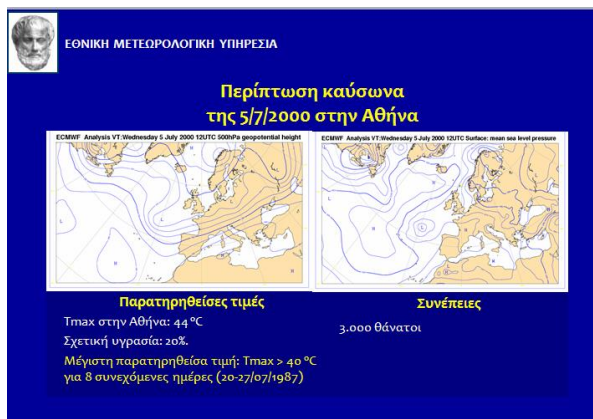 ΕΘΝΙΚΗ ΜΕΤΕΩΡΟΛΟΓΙΚΗ ΥΠΗΡΕΣΙΑ
Περίπτωση καύσωνα
της 5/7/2000 στην Αθήνα
ECMWF Analysis VT:Wednesday 5 July 2000 12UTC 500hPa geopotential height
ECMWF Analysis VT:Wednesday 5 July 2000 12UTC Surface: mean sea level pressure
Παρατηρηθείσες τιμές
Tmax στην Αθήνα: 44 °C
Σχετική υγρασία: 20%.
Μέγιστη παρατηρηθείσα τιμή: Tmax > 40 °C
για 8 συνεχόμενες ημέρες (20-27/07/1987)
Συνέπειες
3.000 θάνατοι